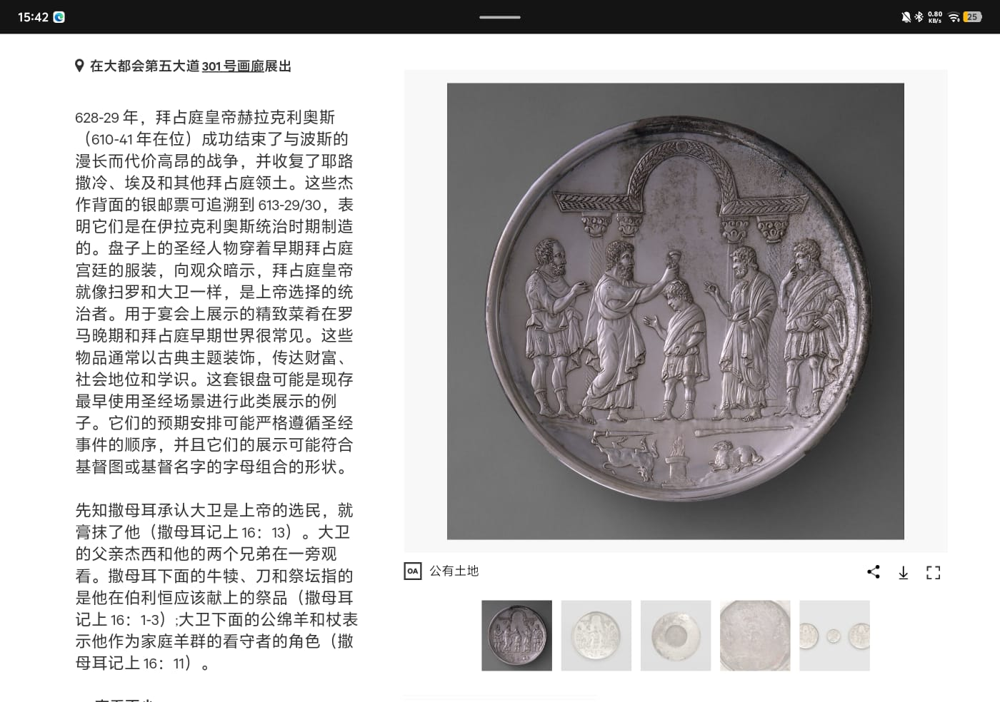 15:42
0.80
KB/s
25
在大都会第五大道 301 号画廊展出
628-29 年，拜占庭皇帝赫拉克利奥斯
（610-41 年在位）成功结束了与波斯的
漫长而代价高昂的战争，并收复了耶路
撒冷、埃及和其他拜占庭领土。这些杰
作背面的银邮票可追溯到 613-29/30，表
明它们是在伊拉克利奥斯统治时期制造
的。盘子上的圣经人物穿着早期拜占庭
宫廷的服装，向观众暗示，拜占庭皇帝
就像扫罗和大卫一样，是上帝选择的统
治者。用于宴会上展示的精致菜肴在罗
马晚期和拜占庭早期世界很常见。这些
物品通常以古典主题装饰，传达财富、
社会地位和学识。这套银盘可能是现存
最早使用圣经场景进行此类展示的例
子。它们的预期安排可能严格遵循圣经
事件的顺序，并且它们的展示可能符合
基督图或基督名字的字母组合的形状。
先知撒母耳承认大卫是上帝的选民，就
膏抹了他（撒母耳记上 16：13）。大卫
的父亲杰西和他的两个兄弟在一旁观
看。撒母耳下面的牛犊、刀和祭坛指的
是他在伯利恒应该献上的祭品（撒母耳
记上 16：1-3）;大卫下面的公绵羊和杖表
示他作为家庭羊群的看守者的角色（撒
母耳记上 16：11）。
OA 公有土地